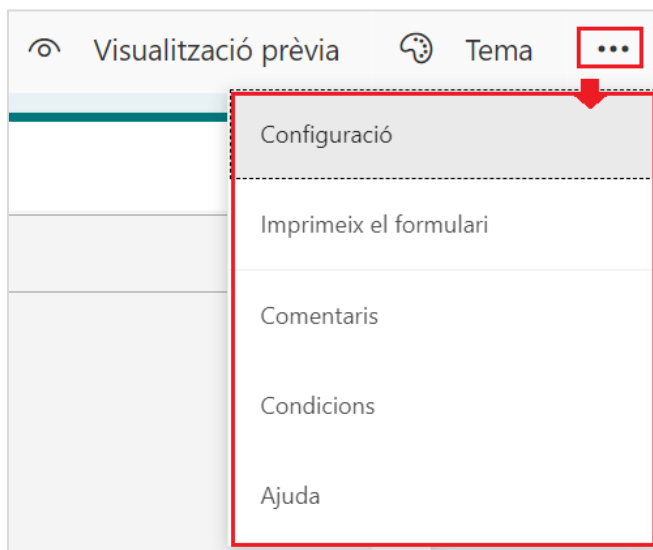 Visualització prèvia Tema ...
Configuració
Imprimeix el formulari
Comentaris
Condicions
Ajuda